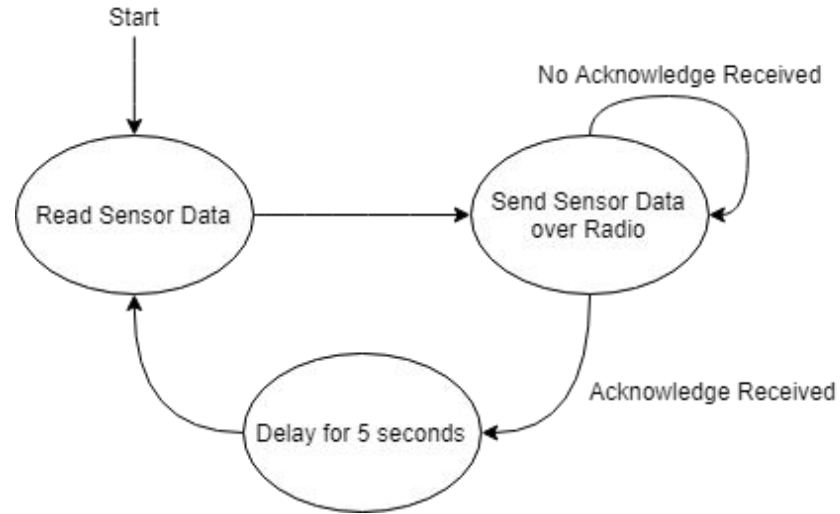 Start
No Acknowledge Received
Read Sensor Data
Send Sensor Data
over Radio
Acknowledge Received
Delay for 5 seconds